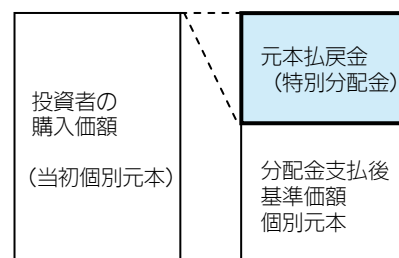 投資者の
購入価額
（当初個別元本）
元本払戻金
（特別分配金）
分配金支払後
基準価額
個別元本